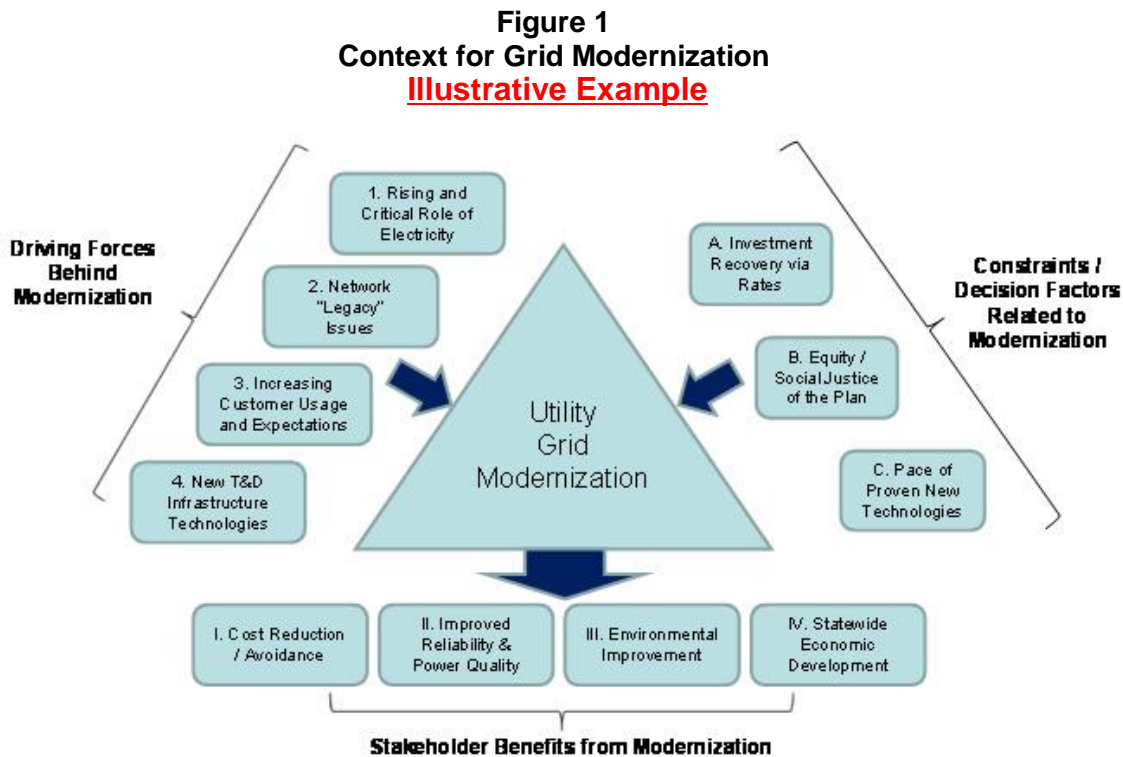 Figure 1
Context for Grid Modernization
Illustrative Example
Driving Forces
Behind
Modernization
1. Rising and
Critical Role of
Electricity
2. Network
"Legacy"
Issues
3. Increasing
Customer Usage
and Expectations
4. New T&D
Infrastructure
Technologies
Utility
Grid
Modernization
A. Investment
Recovery via
Rates
B. Equity /
Social Justice
of the Plan
C. Pace of
Proven New
Technologies
Constraints /
Decision Factors
Related to
Modernization
I. Cost Reduction
/ Avoidance
II. Improved
Reliability &
Power Quality
III. Environmental
Improvement
IV. Statewide
Economic
Development
Stakeholder Benefits from Modernization